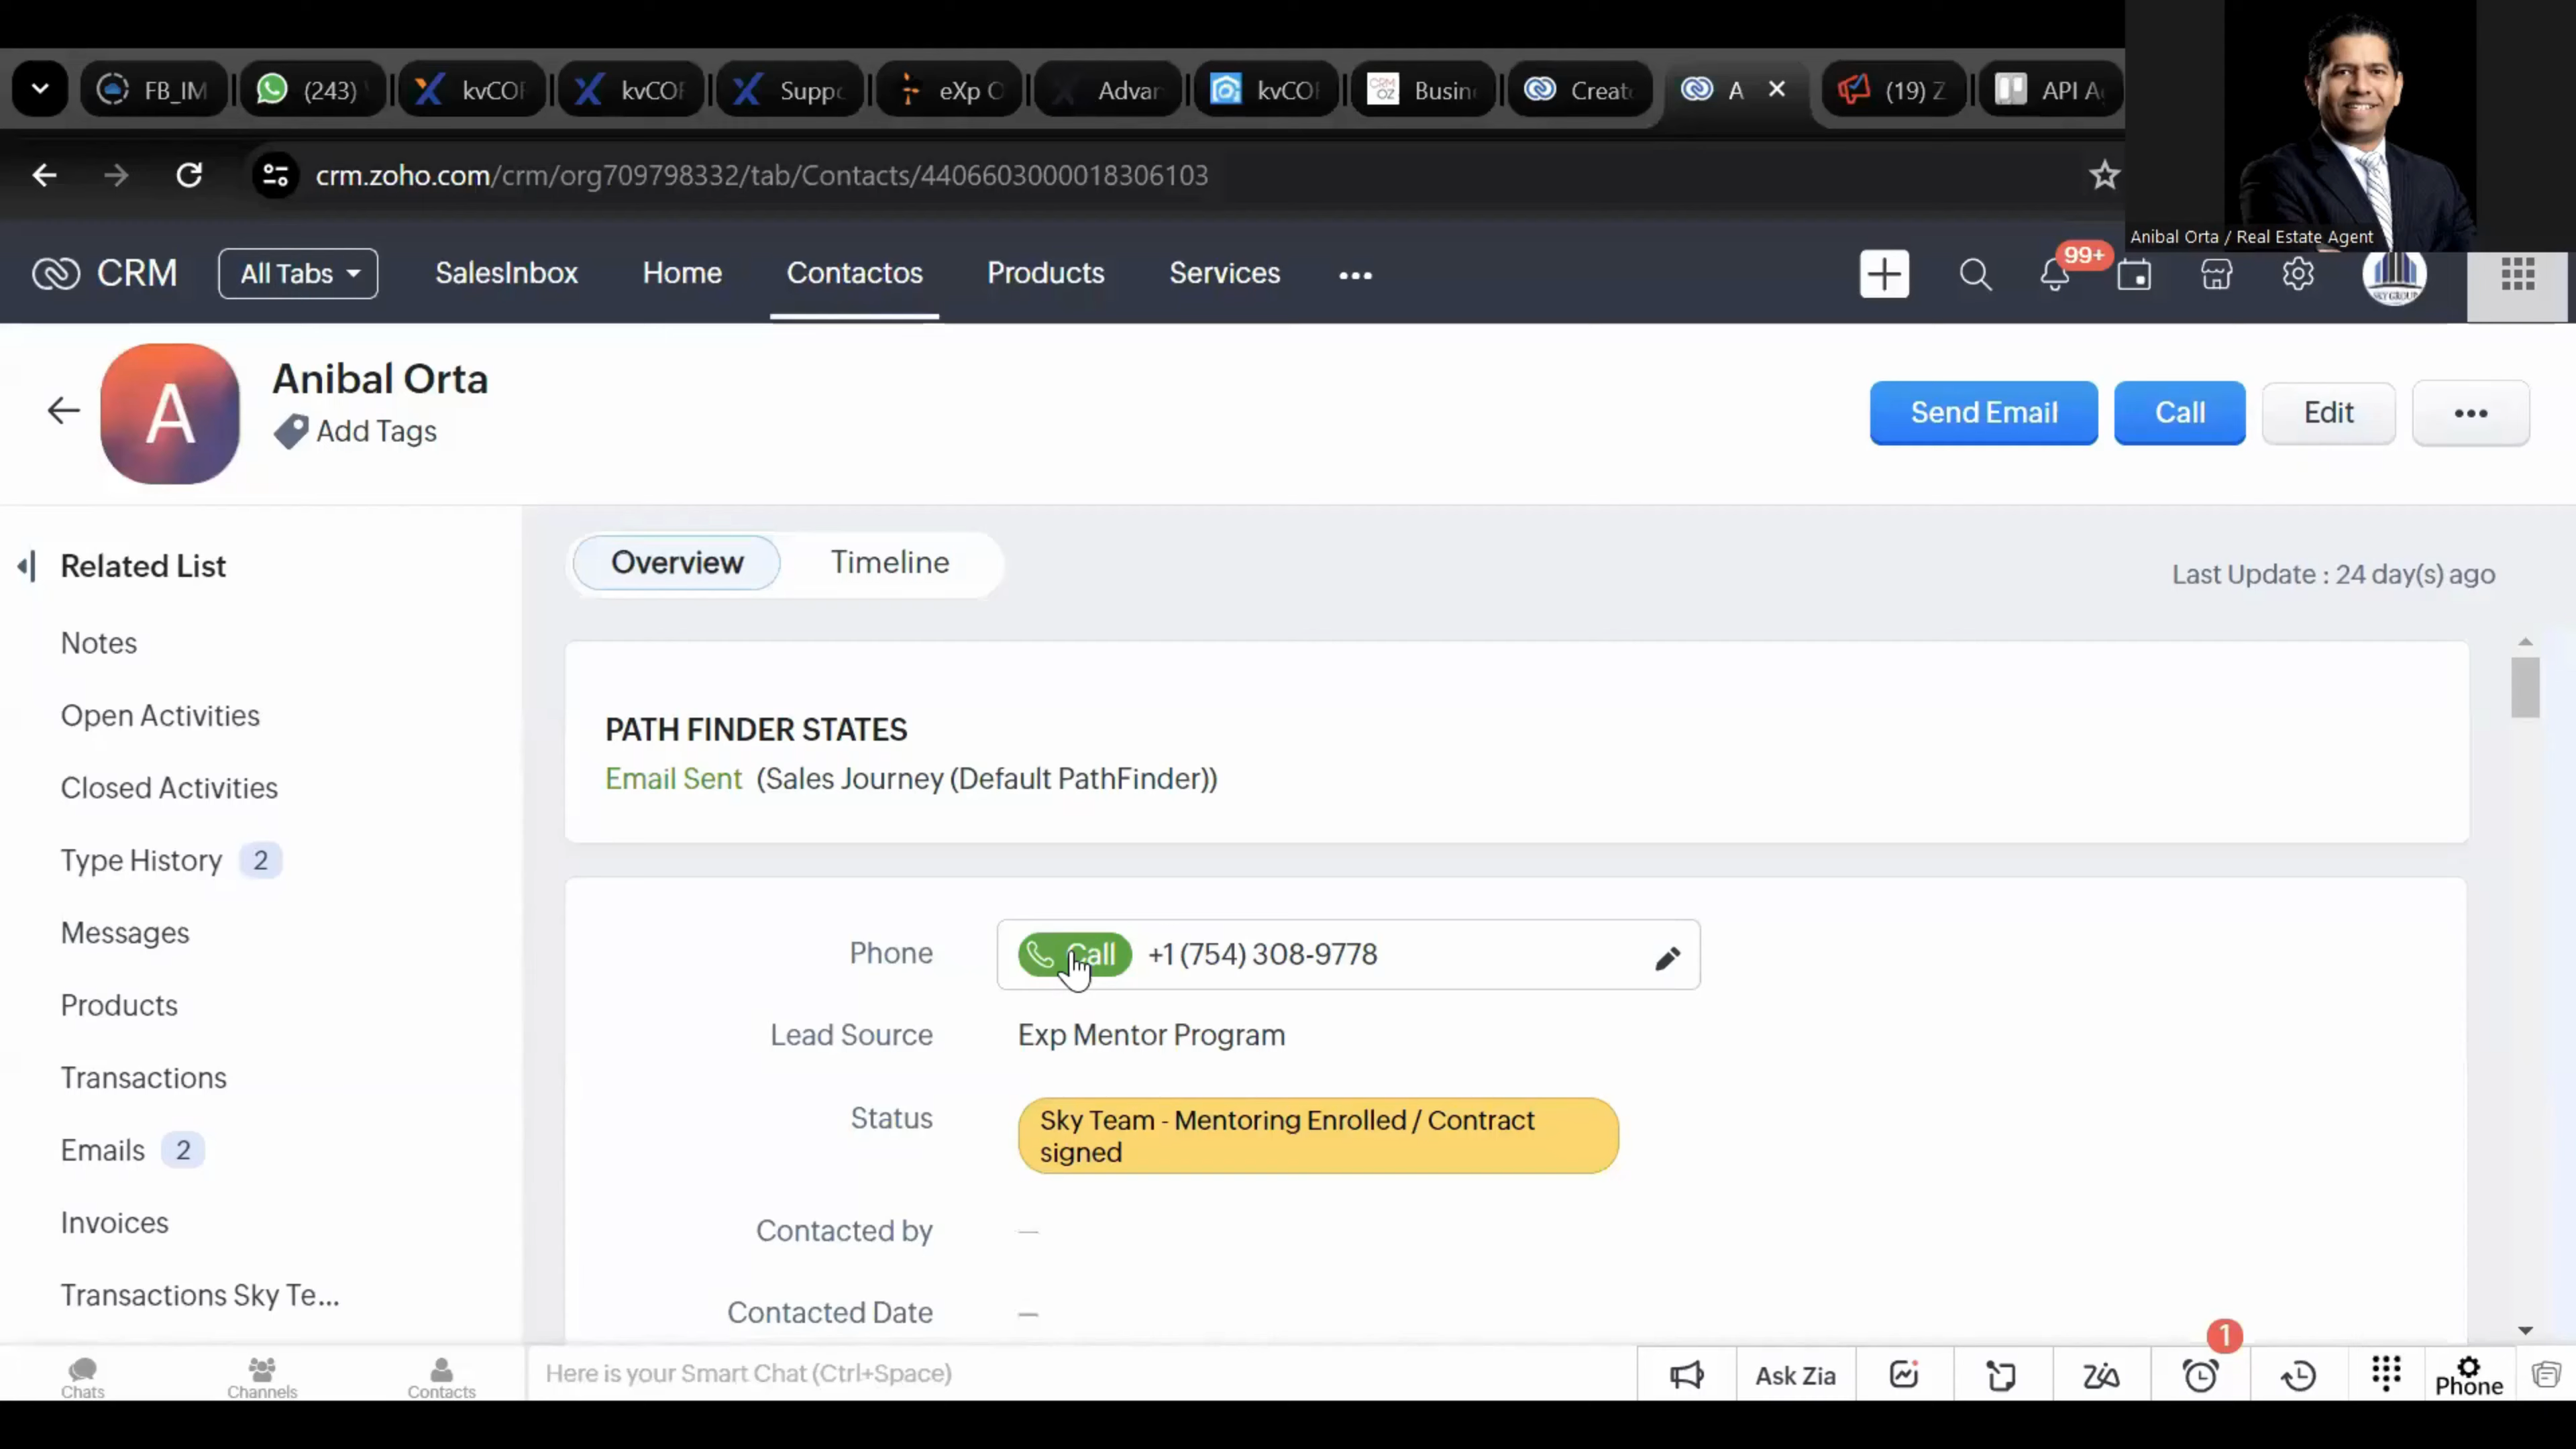 FB_IM
(243)
kvCOI
kvCOI
Suppo
eXp O
Advan
kvCOI
Busin
Create
A
(19) Z
API A
crm.zoho.com/crm/org709798332/tab/Contacts/4406603000018306103
Anibal Orta / Real Estate Agent
CRM
All Tabs
SalesInbox
Home
Contactos
Products
Services
99+
SKY GROUP
A
Anibal Orta
Add Tags
Send Email
Call
Edit
Related List
Overview
Timeline
Last Update : 24 day(s) ago
Notes
Open Activities
Closed Activities
Type History 2
Messages
Products
Transactions
Emails 2
Invoices
Transactions Sky Te...
PATH FINDER STATES
Email Sent (Sales Journey (Default PathFinder))
Phone
Call +1 (754) 308-9778
Lead Source
Exp Mentor Program
Status
Sky Team - Mentoring Enrolled / Contract
signed
Contacted by
—
Contacted Date
—
Chats
Channels
Contacts
Here is your Smart Chat (Ctrl+Space)
Ask Zia
1
Phone